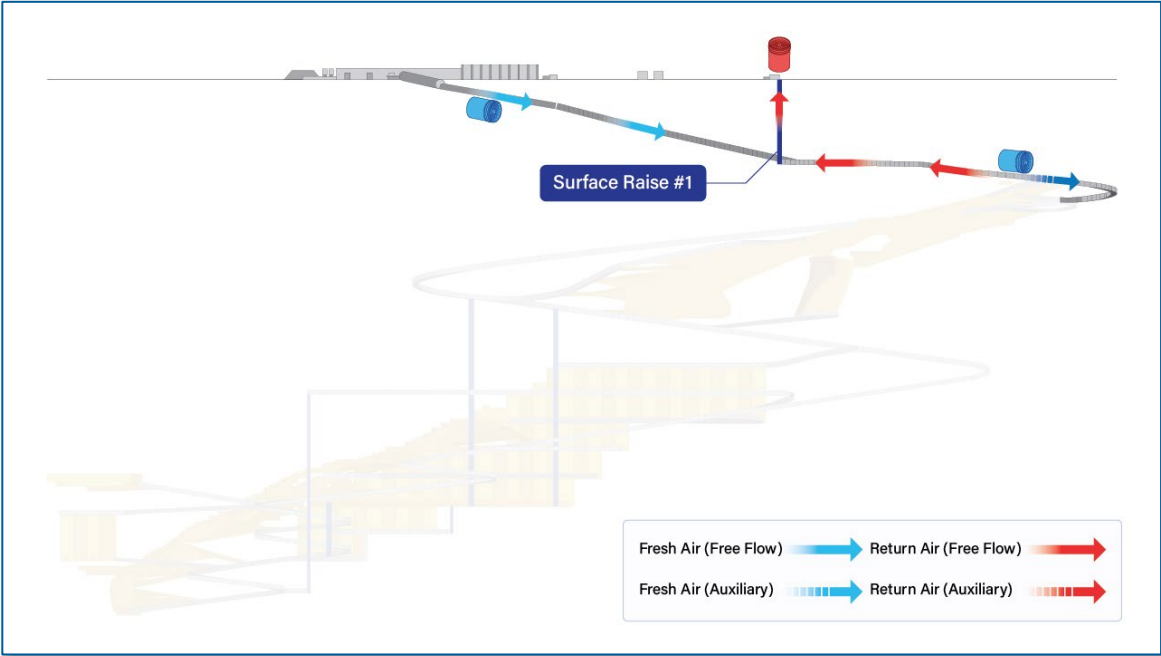 Surface Raise #1
Fresh Air (Free Flow) Return Air (Free Flow)
Fresh Air (Auxiliary) Return Air (Auxiliary)